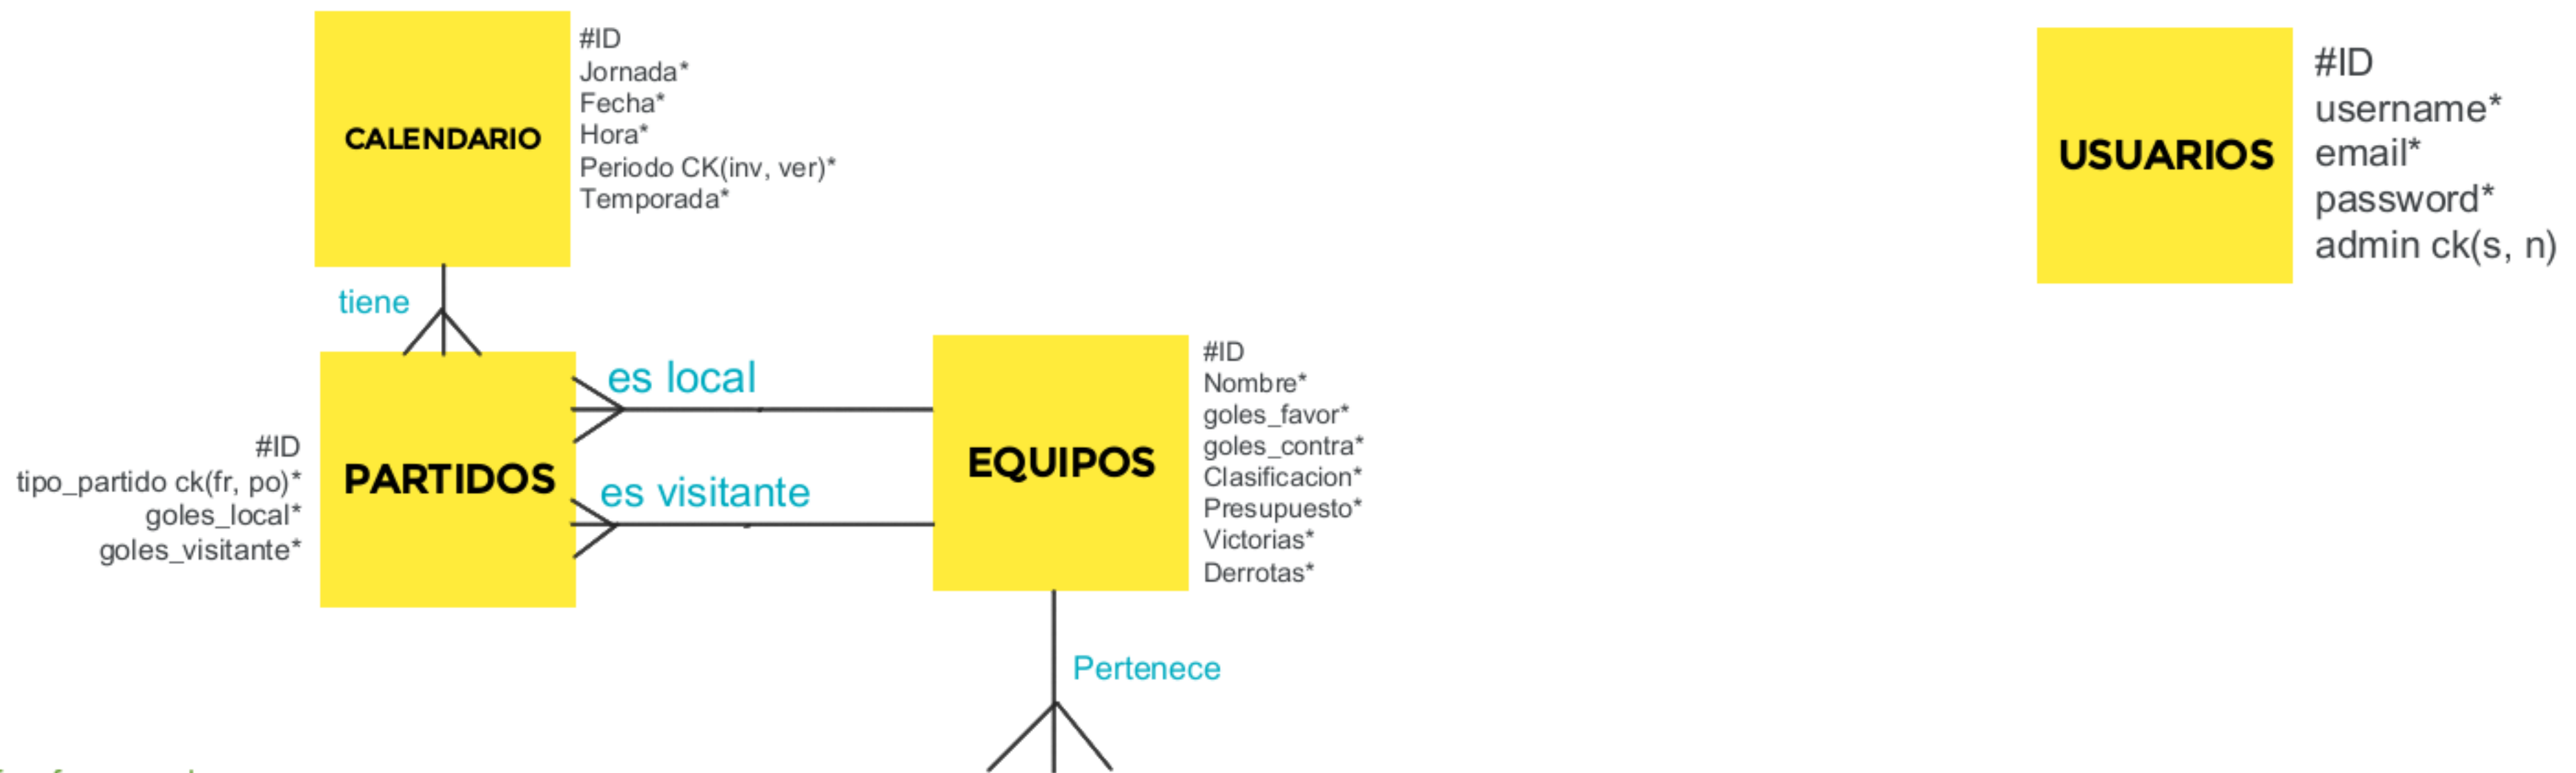 CALENDARIO
#ID
Jornada*
Fecha*
Hora*
Periodo CK(inv, ver)*
Temporada*
USUARIOS
#ID
username*
email*
password*
admin ck(s, n)
tiene
PARTIDOS
#ID
tipo_partido ck(fr, po)*
goles_local*
goles_visitante*
es local
es visitante
EQUIPOS
#ID
Nombre*
goles_favor*
goles_contra*
Clasificacion*
Presupuesto*
Victorias*
Derrotas*
Pertenece